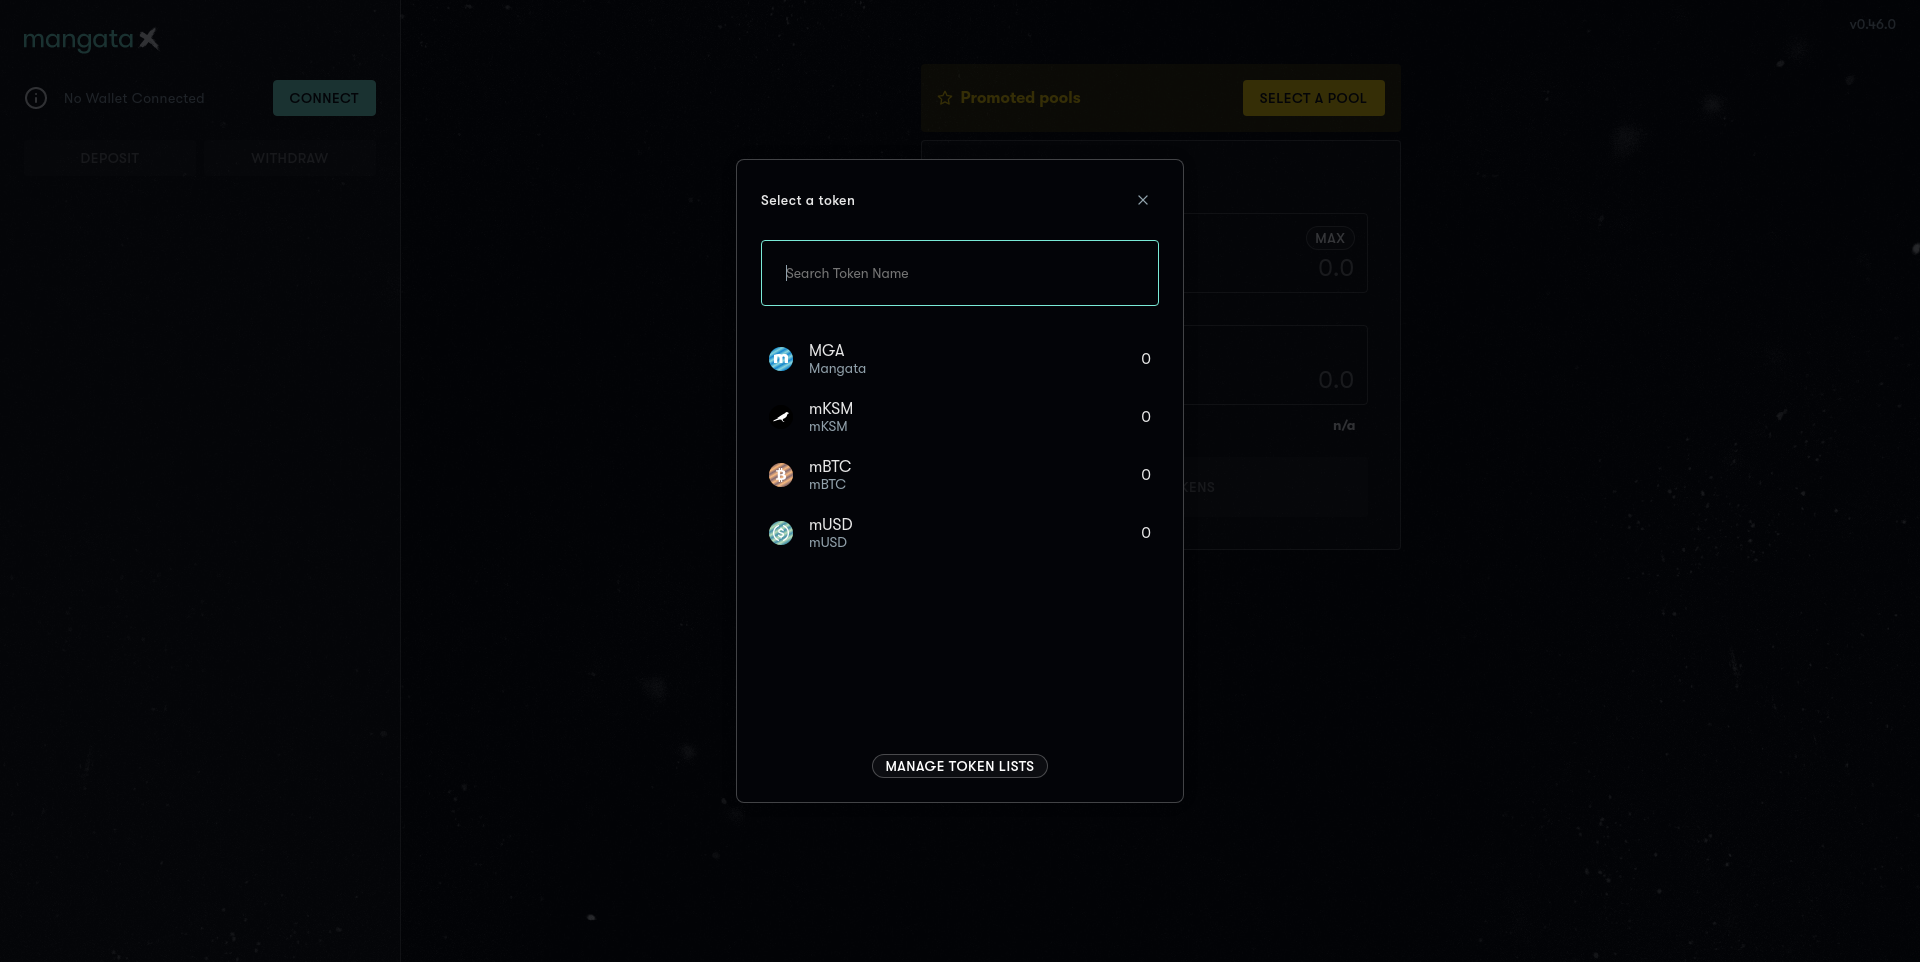 mangata X
v0.46.0
No Wallet Connected
CONNECT
DEPOSIT
WITHDRAW
Promoted pools
SELECT A POOL
Select a token
Search Token Name
MGA
Mangata
0
mKSM
mKSM
0
mBTC
mBTC
0
mUSD
mUSD
0
MANAGE TOKEN LISTS
MAX
0.0
0.0
n/a
KENS